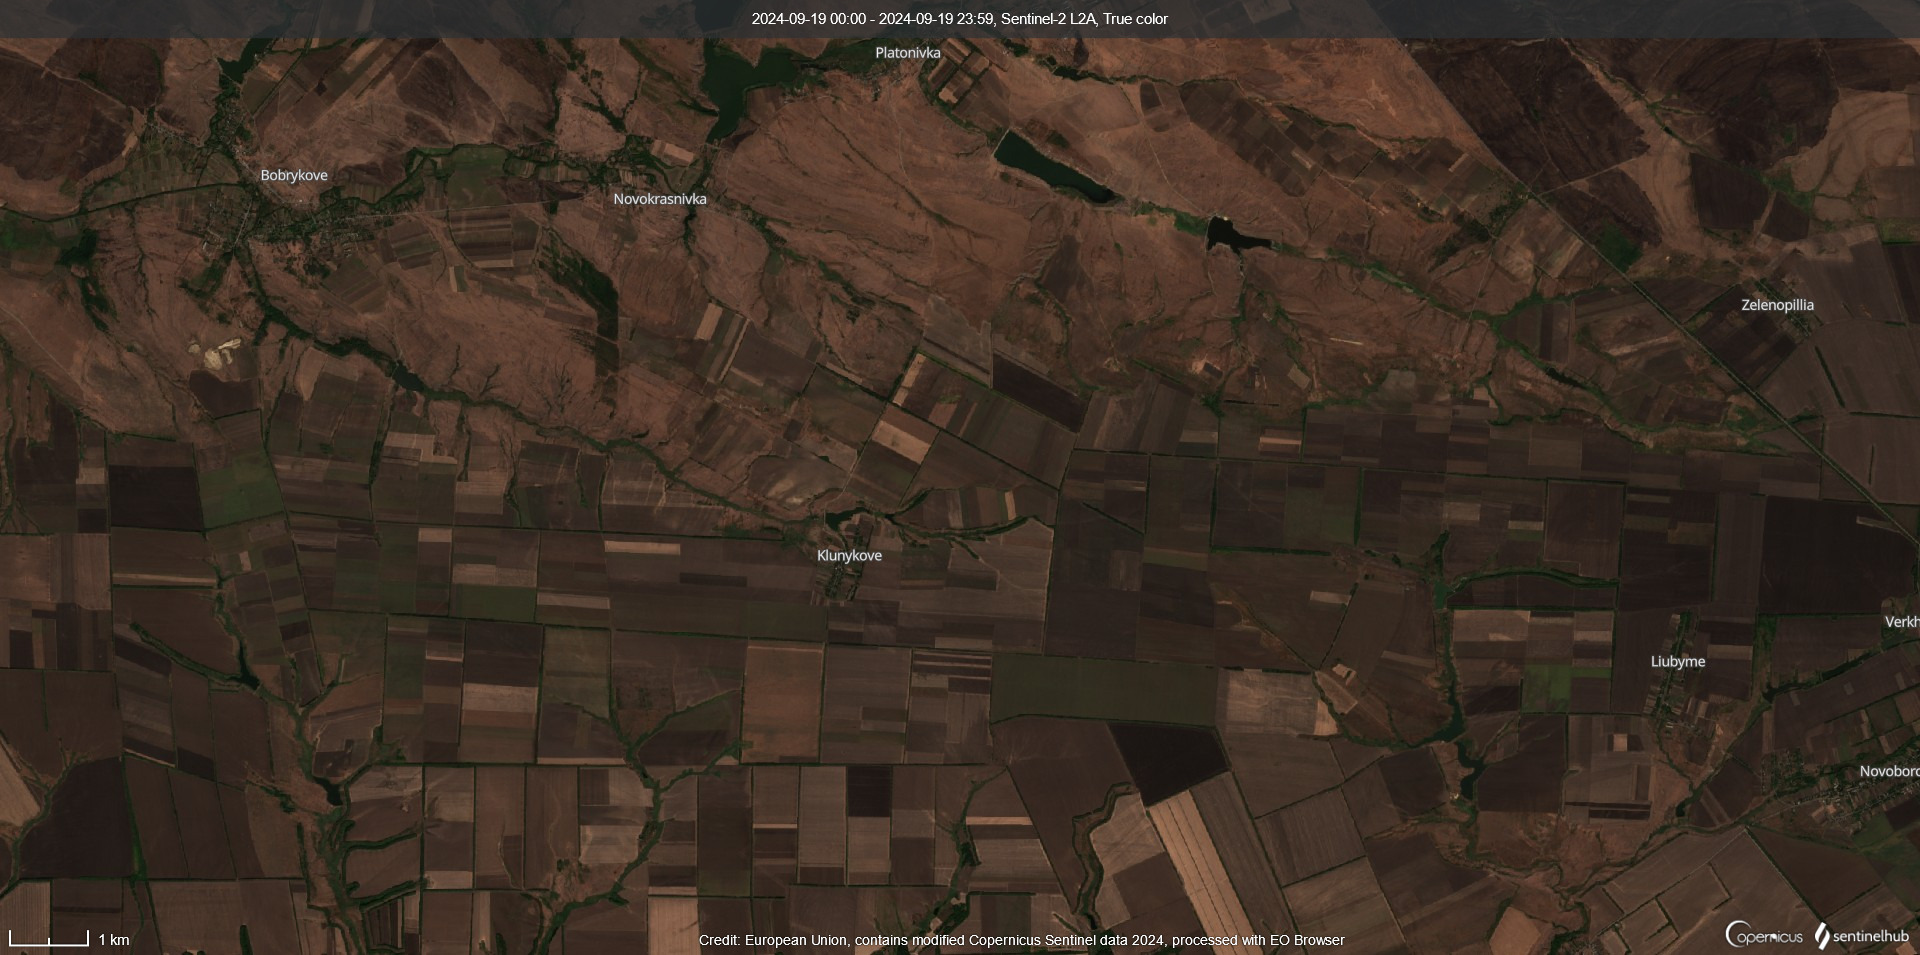 2024-09-19 00:00 - 2024-09-19 23:59, Sentinel-2 L2A, True color
Platonivka
Bobrykove
Novokrasnivka
Zelenopillia
Klunykove
Verkh
Liubyme
Novoboro
1 km
Credit: European Union, contains modified Copernicus Sentinel data 2024, processed with EO Browser
opernicus
sentinelhub